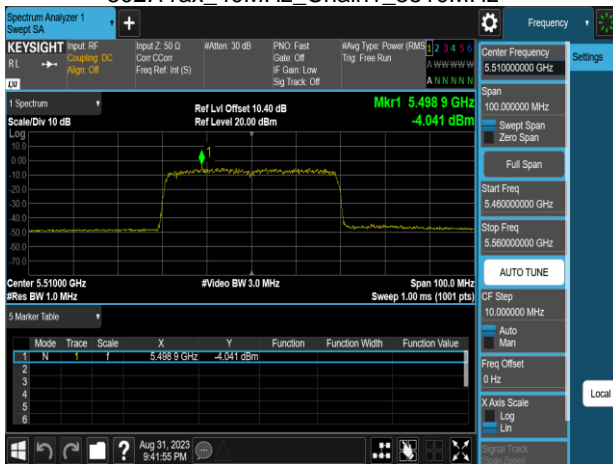 Spectrum Analyzer 1
Swept SA
Frequency
KEYSIGHT
Input: RF
Coupling: DC
Align: Off
Input Z: 50 Ω
Corr CCorr
Freq Ref: Int (S)
#Atten: 30 dB
PNO: Fast
Gate: Off
IF Gain: Low
Sig Track: Off
#Avg Type: Power (RMS
Trig: Free Run
1 2 3 4 5 6
A W W W W W
A N N N N N
RL
LXI
1 Spectrum
Scale/Div 10 dB
Log
Ref Lvl Offset 10.40 dB
Ref Level 20.00 dBm
Mkr1 5.498 9 GHz
-4.041 dBm
1
10.0
0.00
-10.0
-20.0
-30.0
-40.0
-50.0
-60.0
-70.0
Center 5.51000 GHz
#Video BW 3.0 MHz
Span 100.0 MHz
#Res BW 1.0 MHz
Sweep 1.00 ms (1001 pts)
5 Marker Table
Mode Trace Scale X Y Function Function Width Function Value
1 N 1 f 5.498 9 GHz -4.041 dBm
2
3
4
5
6
Aug 31, 2023
9:41:55 PM
Center Frequency
5.510000000 GHz
Settings
Span
100.000000 MHz
Swept Span
Zero Span
Full Span
Start Freq
5.460000000 GHz
Stop Freq
5.560000000 GHz
AUTO TUNE
CF Step
10.000000 MHz
Auto
Man
Freq Offset
0 Hz
X Axis Scale
Log
Lin
Local
Signal Track
(Span Zoom)